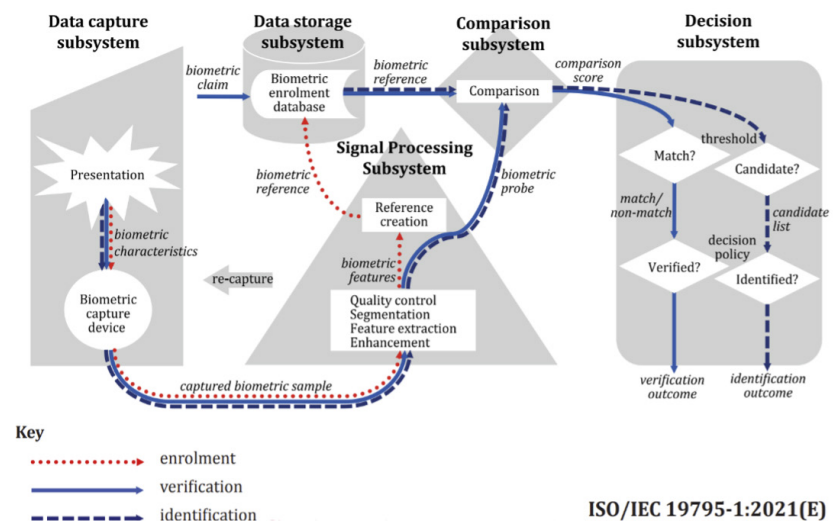 Data capture
subsystem
Data storage
subsystem
Comparison
subsystem
Decision
subsystem
biometric
claim
Biometric
enrolment
database
biometric
reference
Comparison
comparison
score
Presentation
biometric
characteristics
Biometric
capture
device
Signal Processing
Subsystem
biometric
reference
Reference
creation
biometric
features
biometric
probe
re-capture
Quality control
Segmentation
Feature extraction
Enhancement
captured biometric sample
threshold
Match?
Candidate?
match/
non-match
candidate
list
decision
policy
Verified?
Identified?
verification
outcome
identification
outcome
Key
enrolment
verification
identification
ISO/IEC 19795-1:2021(E)